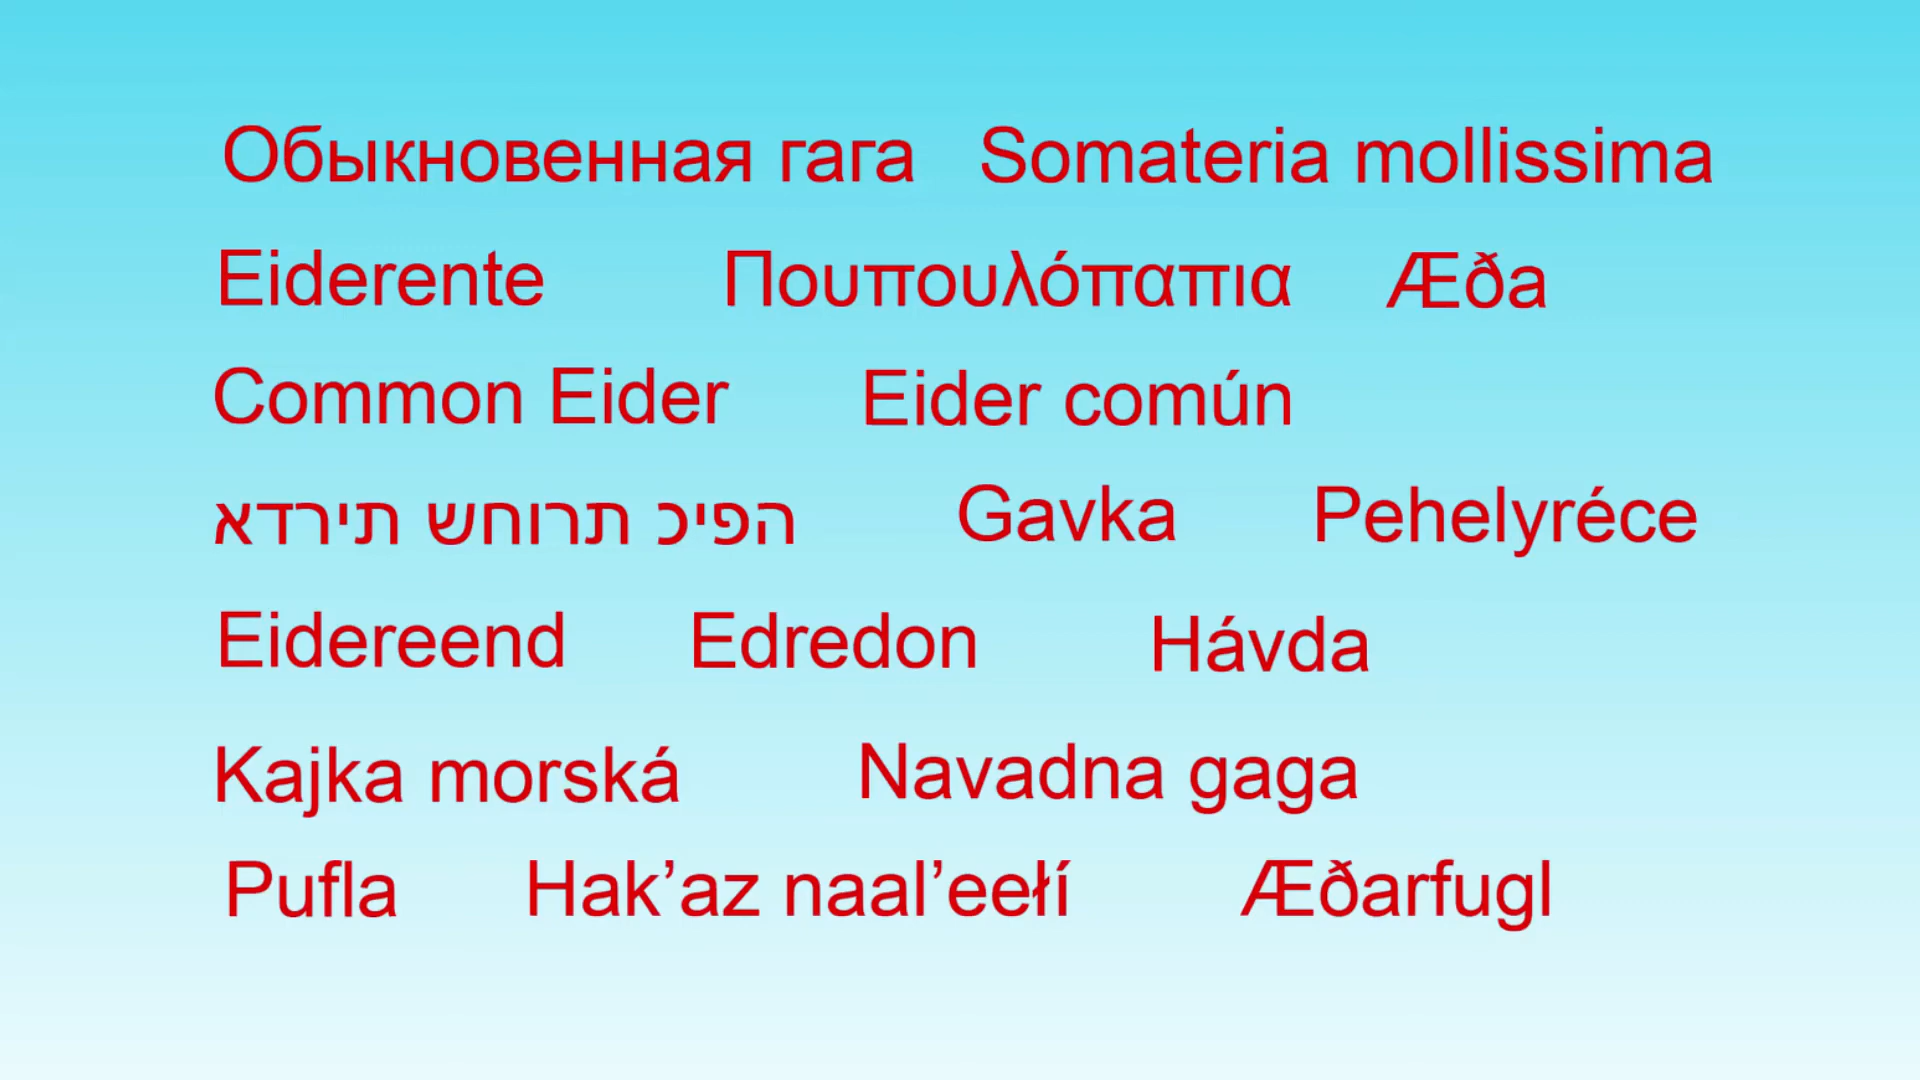 Обыкновенная гага Somateria mollissima
Eiderente Πουπουλόπαπια Æða
Common Eider Eider común
הפיכ תרוחש תירדא Gavka Pehelyréce
Eidereend Edredon Hávda
Kajka morská Navadna gaga
Pufla Hak’az naal’eełí Æðarfugl